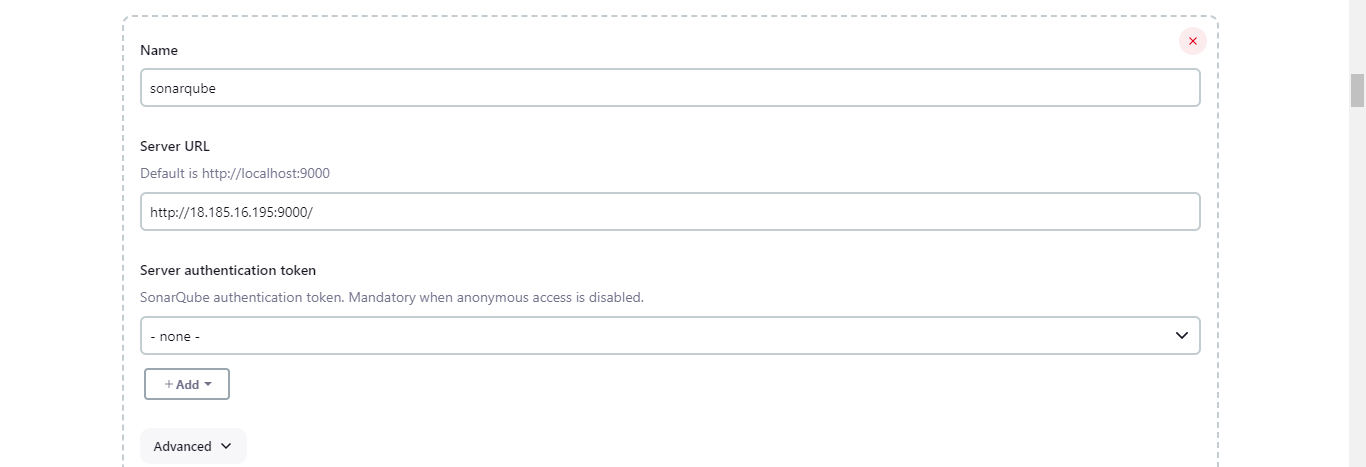 Name
sonarqube
Server URL
Default is http://localhost:9000
http://18.185.16.195:9000/
Server authentication token
SonarQube authentication token. Mandatory when anonymous access is disabled.
- none -
+ Add
Advanced